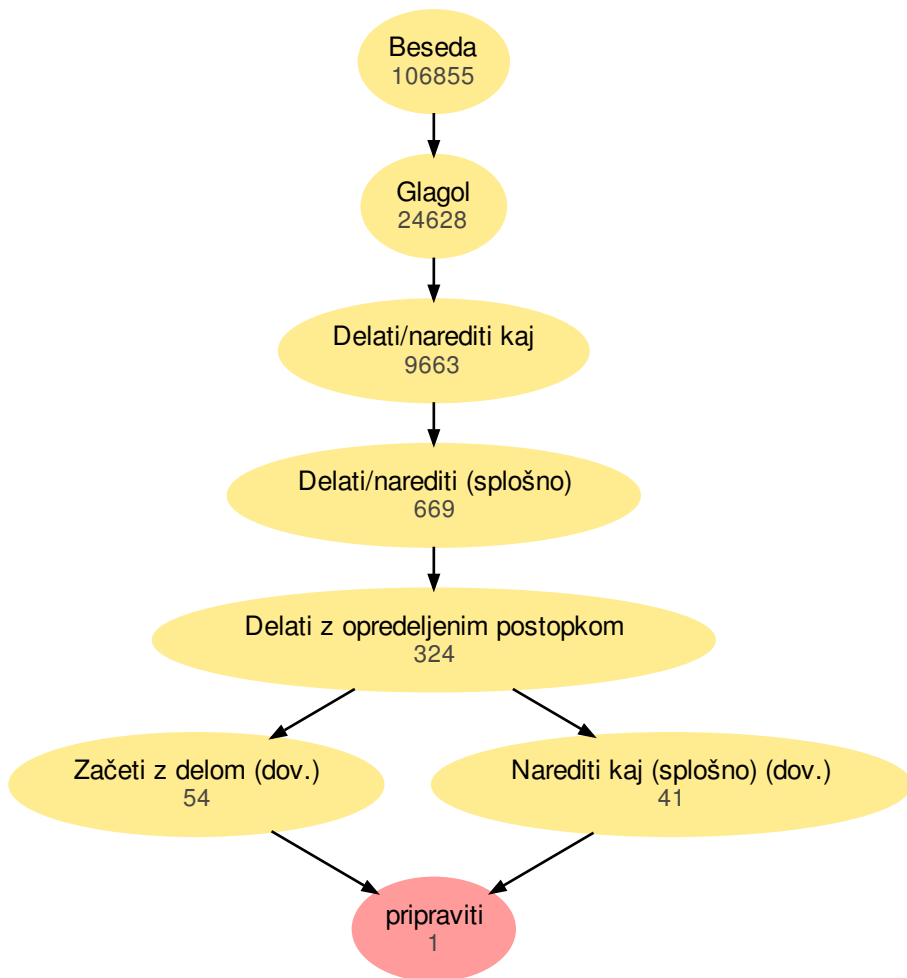 Beseda
106855
Glagol
24628
Delati/narediti kaj
9663
Delati/narediti (splošno)
669
Delati z opredeljenim postopkom
324
Začeti z delom (dov.)
54
Narediti kaj (splošno) (dov.)
41
pripraviti
1